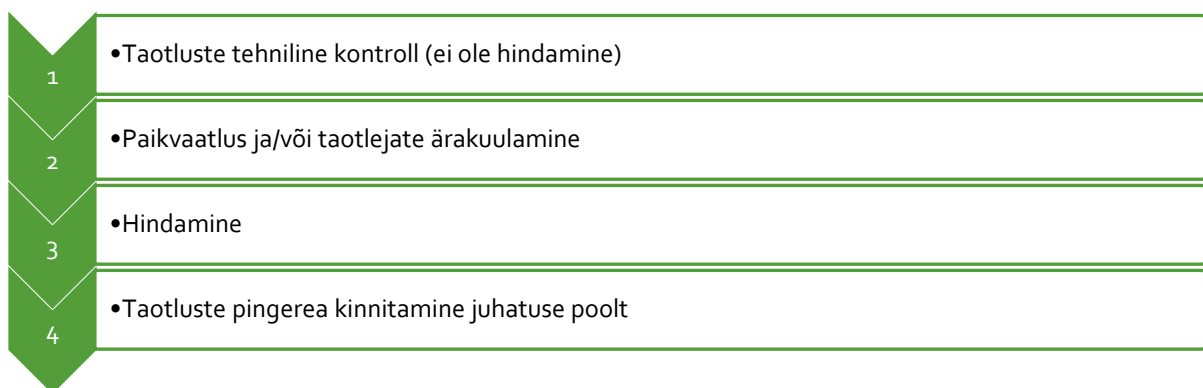 1
•Taotluste tehniline kontroll (ei ole hindamine)
2
•Paikvaatlus ja/või taotlejate ärakuulamine
3
•Hindamine
4
•Taotluste pingerea kinnitamine juhatuse poolt